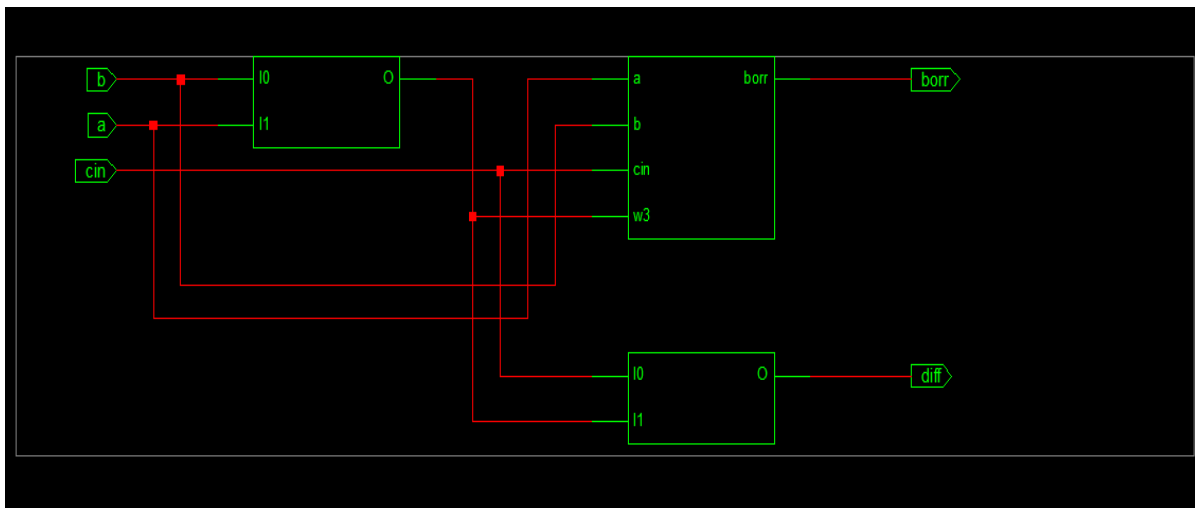 b I0 O a borr borr
a I1 b
cin cin
w3
I0 O diff
I1